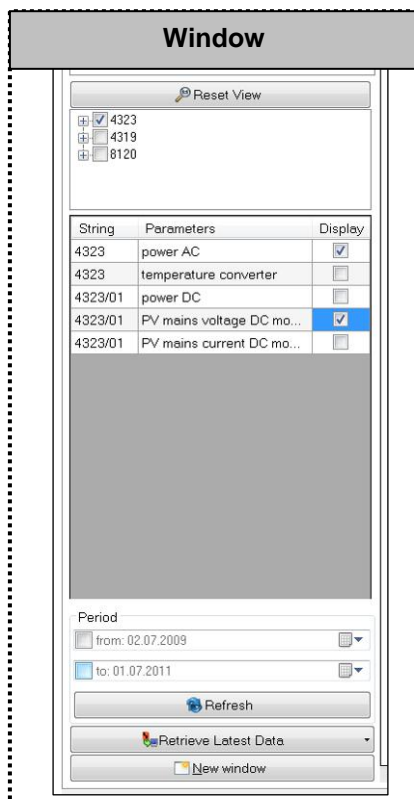 Window
Reset View
4323
4319
8120
String Parameters Display
4323 power AC
4323 temperature converter
4323/01 power DC
4323/01 PV mains voltage DC mo...
4323/01 PV mains current DC mo...
Period
from: 02.07.2009
to: 01.07.2011
Refresh
Retrieve Latest Data
New window